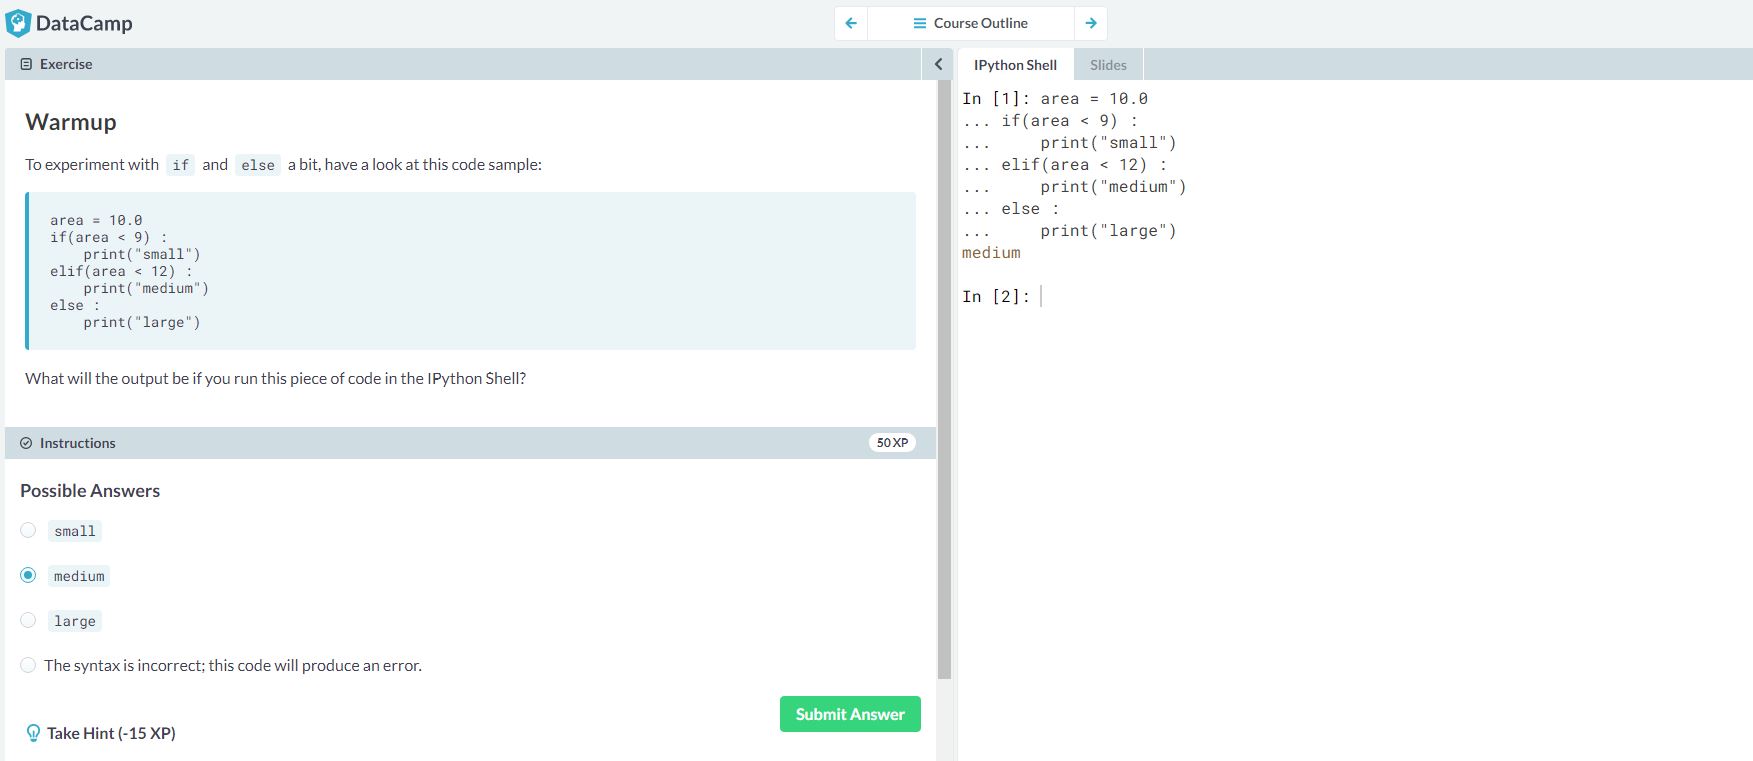 DataCamp
Course Outline
Exercise
Warmup
To experiment with if and else a bit, have a look at this code sample:
area = 10.0
if(area < 9) :
    print("small")
elif(area < 12) :
    print("medium")
else :
    print("large")
What will the output be if you run this piece of code in the IPython Shell?
Instructions
50 XP
Possible Answers
small
medium
large
The syntax is incorrect; this code will produce an error.
Submit Answer
Take Hint (-15 XP)
IPython Shell
Slides
In [1]: area = 10.0
... if(area < 9) :
...     print("small")
... elif(area < 12) :
...     print("medium")
... else :
...     print("large")
medium
In [2]: